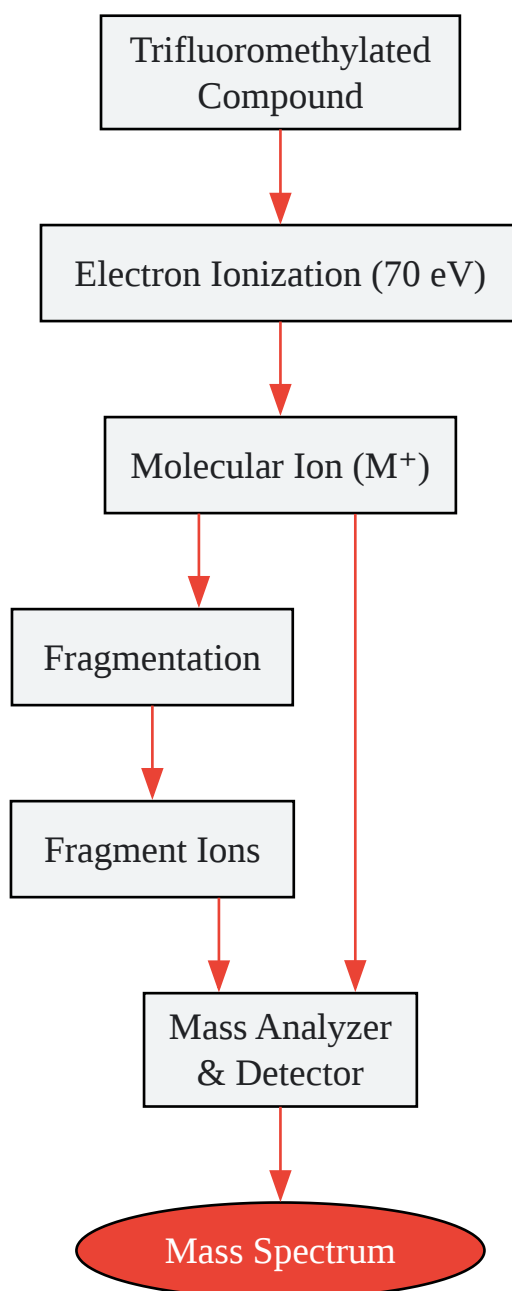 Trifluoromethylated
Compound
Electron Ionization (70 eV)
Molecular Ion (M⁺)
Fragmentation
Fragment Ions
Mass Analyzer
& Detector
Mass Spectrum